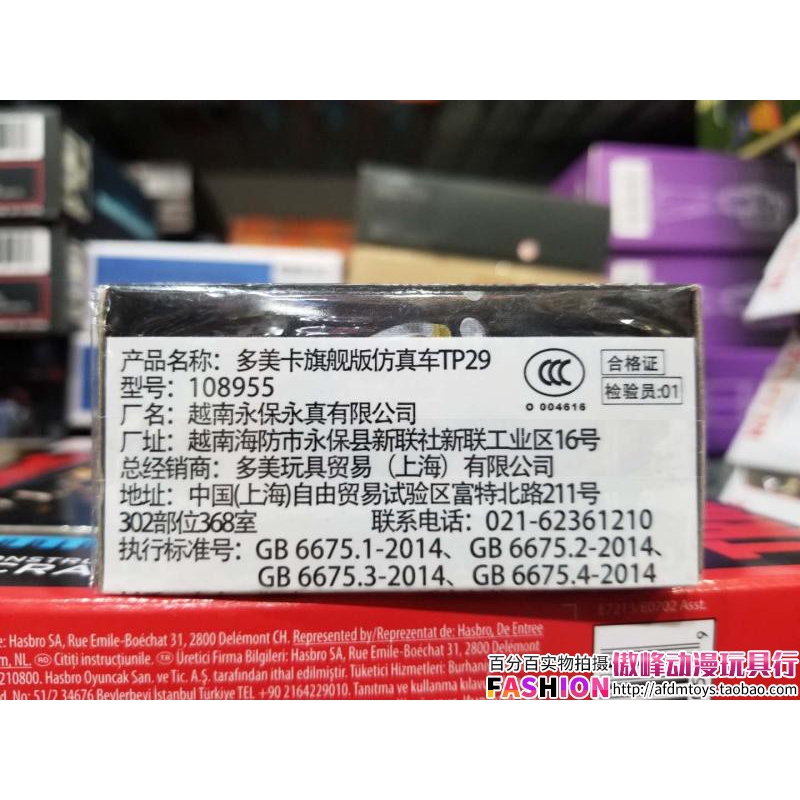 产品名称：多美卡旗舰版仿真车TP29
型号：108955
CCC
O 004616
合格证
检验员:01
厂名：越南永保永真有限公司
厂址：越南海防市永保县新联社新联工业区16号
总经销商：多美玩具贸易（上海）有限公司
地址：中国(上海)自由贸易试验区富特北路211号
302部位368室 联系电话：021-62361210
执行标准号：GB 6675.1-2014、GB 6675.2-2014、
GB 6675.3-2014、GB 6675.4-2014
E7213/E0702 Asst.
e: Hasbro SA, Rue Emile-Boéchat 31, 2800 Delémont CH. Represented by/Reprezentat de: Hasbro, De Entree
m, NL. RO Citiți instrucțiunile. TR Üretici Firma Bilgileri: Hasbro SA, Rue Emile-Boéchat 31, 2800 Delémont
210800. Hasbro Oyuncak San. ve Tic. A.Ş. tarafından ithal edilmiştir. Tüketici Hizmetleri: Burhan
No: 51/2 34676 Beylerbeyi İstanbul Türkiye TEL +90 2164229010. Tanıtma ve kullanma kılav
百分百实物拍摄
FASHION
傲峰动漫玩具行
http://afdmtoys.taobao.com